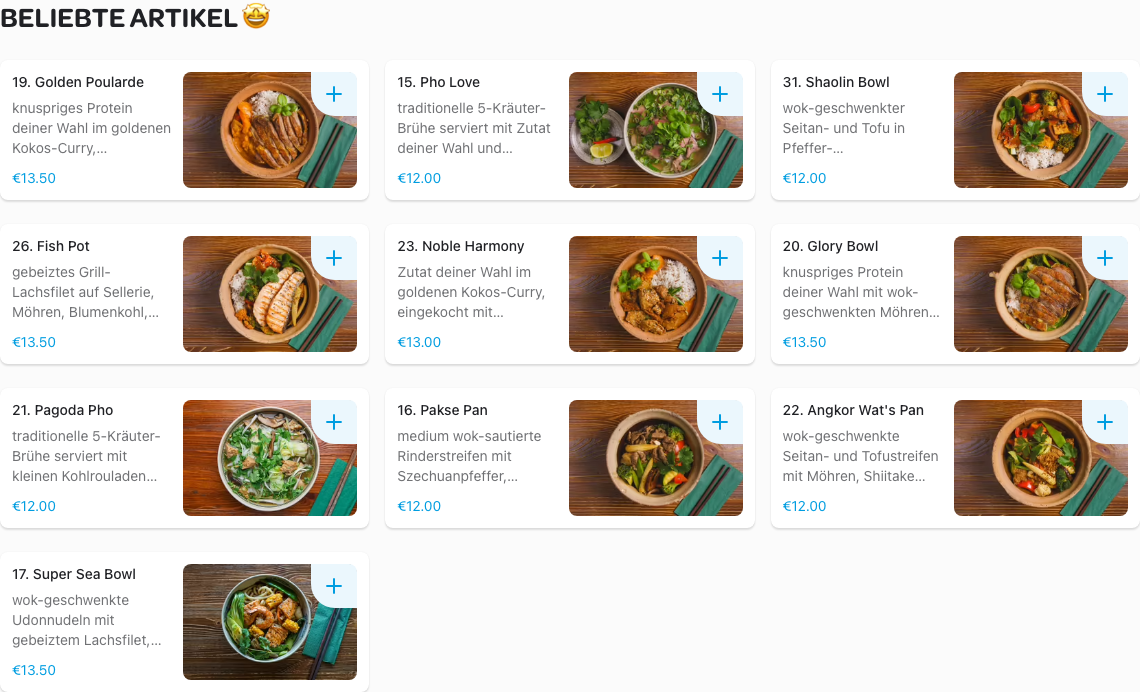 BELIEBTE ARTIKEL 🤩
19. Golden Poularde
knuspriges Protein
deiner Wahl im goldenen
Kokos-Curry,...
€13.50
15. Pho Love
traditionelle 5-Kräuter-
Brühe serviert mit Zutat
deiner Wahl und...
€12.00
31. Shaolin Bowl
wok-geschwenkter
Seitan- und Tofu in
Pfeffer-...
€12.00
26. Fish Pot
gebeiztes Grill-
Lachsfilet auf Sellerie,
Möhren, Blumenkohl,...
€13.50
23. Noble Harmony
Zutat deiner Wahl im
goldenen Kokos-Curry,
eingekocht mit...
€13.00
20. Glory Bowl
knuspriges Protein
deiner Wahl mit wok-
geschwenkten Möhren...
€13.50
21. Pagoda Pho
traditionelle 5-Kräuter-
Brühe serviert mit
kleinen Kohlrouladen...
€12.00
16. Pakse Pan
medium wok-sautierte
Rinderstreifen mit
Szechuanpfeffer,...
€12.00
22. Angkor Wat's Pan
wok-geschwenkte
Seitan- und Tofustreifen
mit Möhren, Shiitake...
€12.00
17. Super Sea Bowl
wok-geschwenkte
Udonnudeln mit
gebeiztem Lachsfilet,...
€13.50